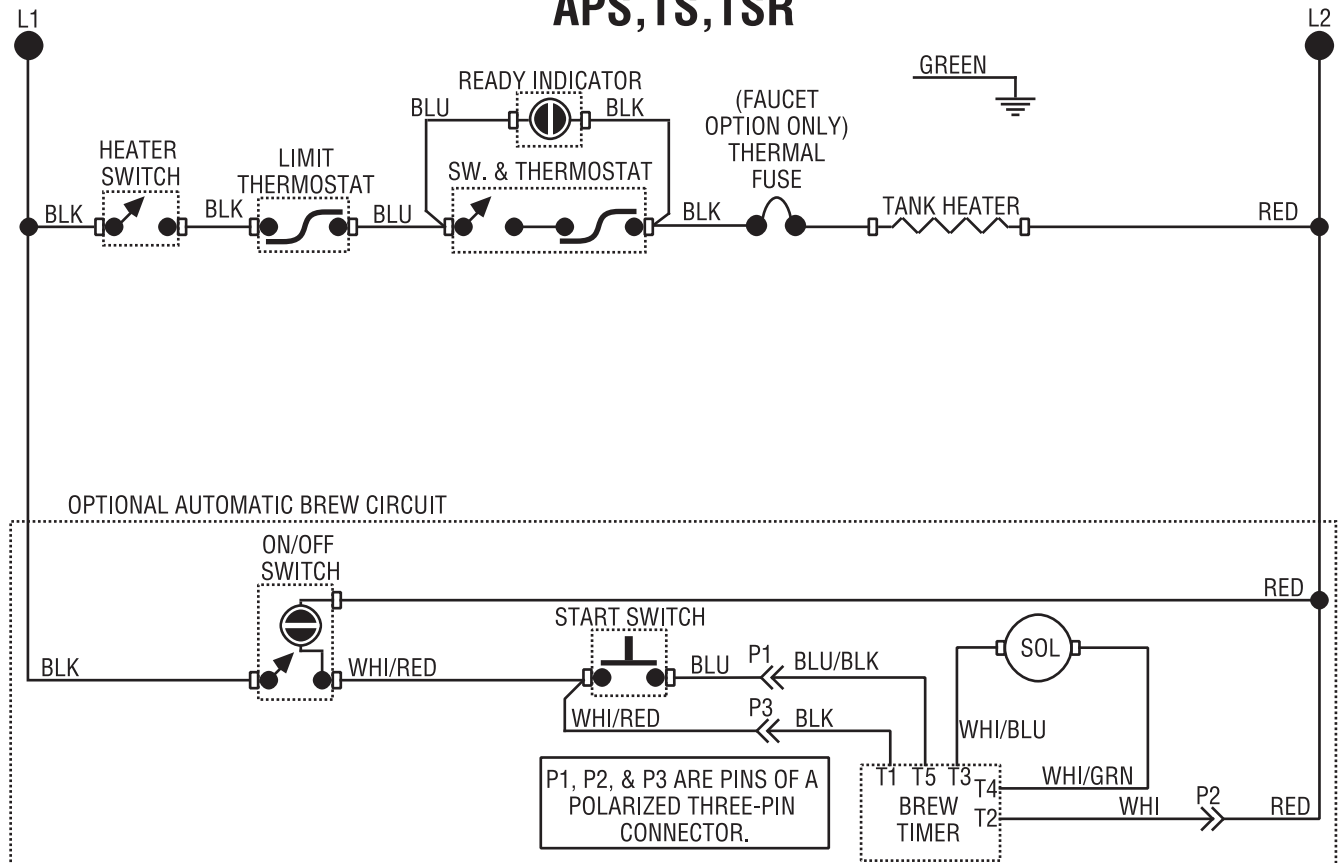 APS,TS,TSR
L1
L2
GREEN
READY INDICATOR
BLU
BLK
(FAUCET
OPTION ONLY)
THERMAL
FUSE
HEATER
SWITCH
LIMIT
THERMOSTAT
SW. & THERMOSTAT
TANK HEATER
BLK
BLK
BLU
BLK
RED
OPTIONAL AUTOMATIC BREW CIRCUIT
ON/OFF
SWITCH
RED
START SWITCH
SOL
BLK
WHI/RED
BLU
P1
BLU/BLK
WHI/RED
P3
BLK
WHI/BLU
P1, P2, & P3 ARE PINS OF A
POLARIZED THREE-PIN
CONNECTOR.
T1 T5 T3
T4
WHI/GRN
BREW
TIMER
T2
WHI
P2
RED